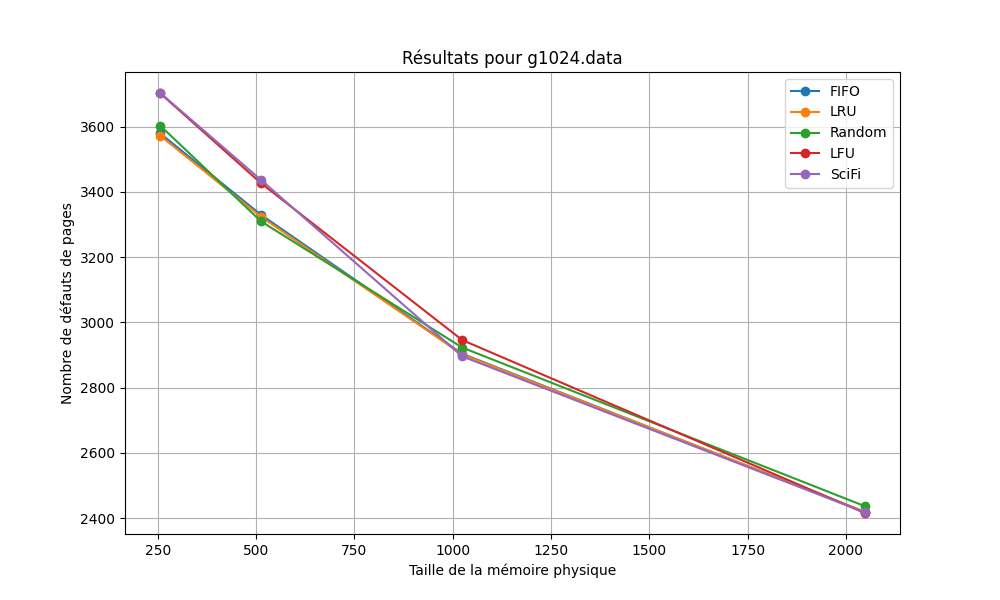 Résultats pour g1024.data
FIFO
LRU
Random
LFU
SciFi
3600
3400
3200
3000
2800
2600
2400
Nombre de défauts de pages
250
500
750
1000
1250
1500
1750
2000
Taille de la mémoire physique